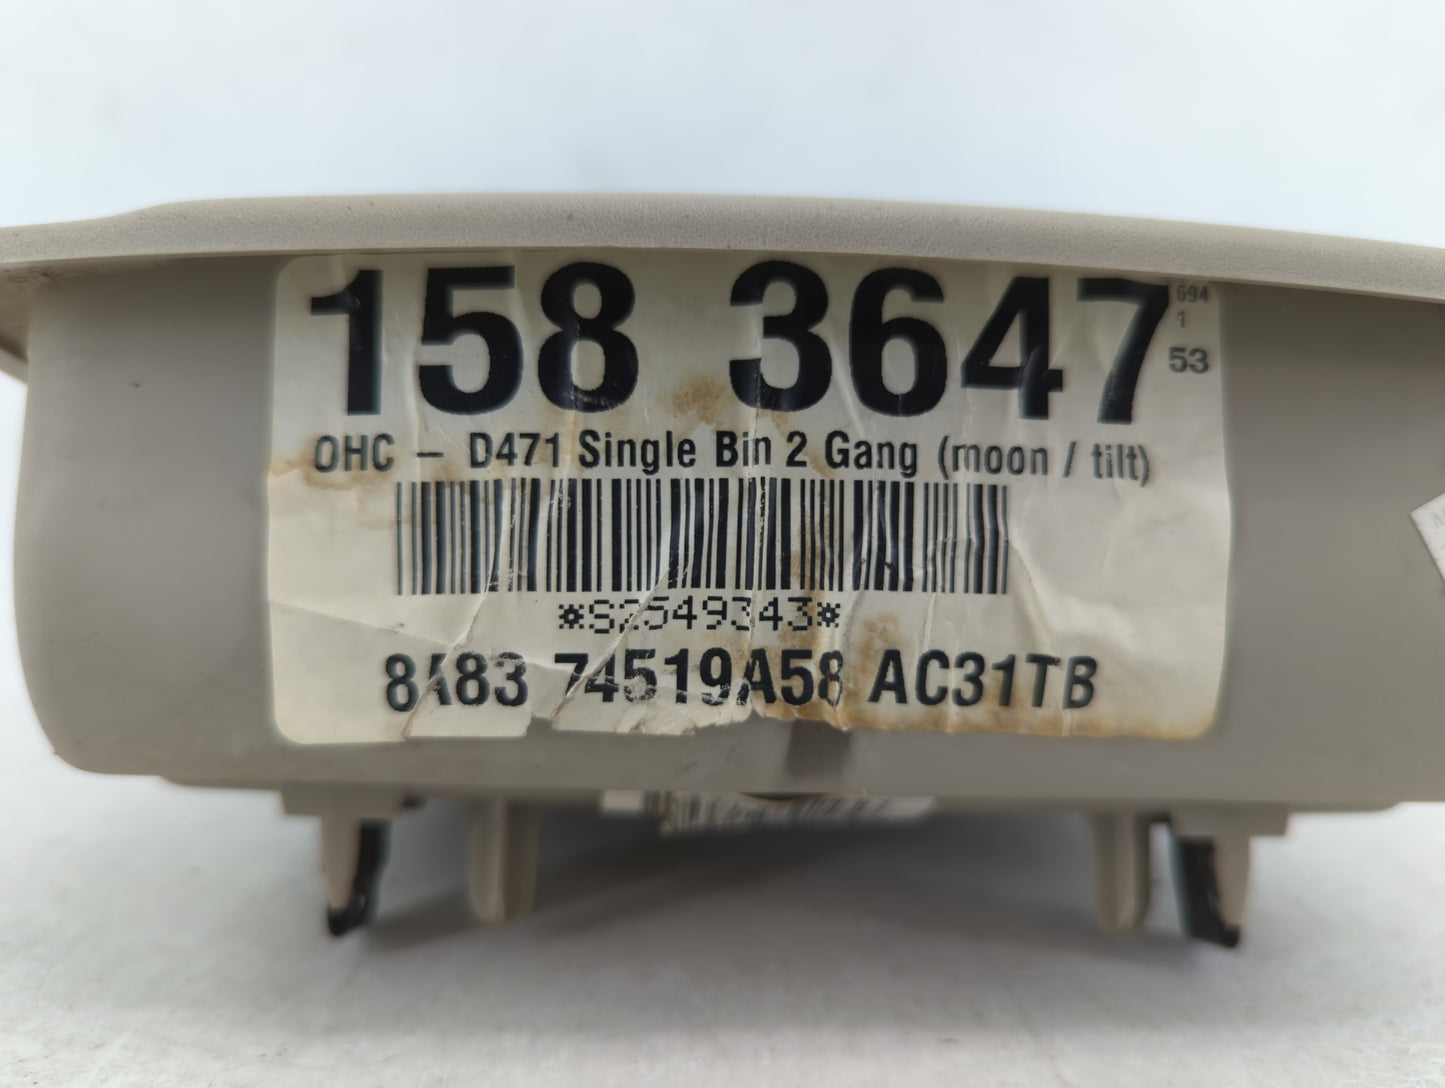 158 3647
694
1
53
OHC - D471 Single Bin 2 Gang (moon / tilt)
*S2549343*
8A83 74519A58 AC31TB